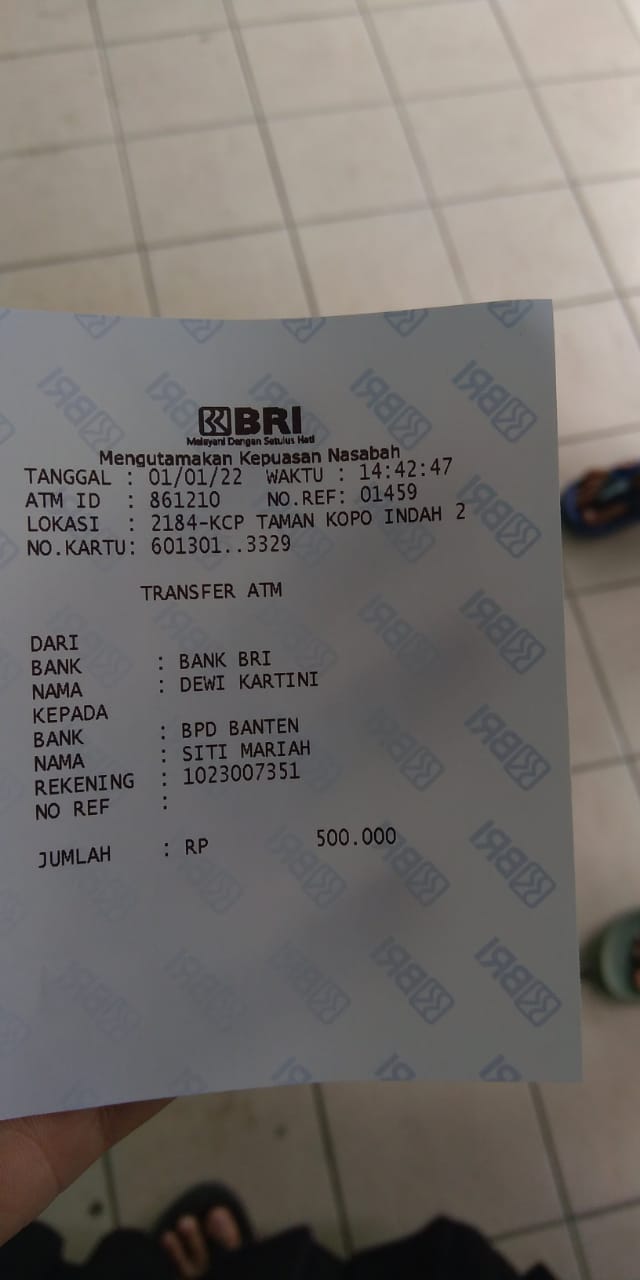 BRI
Melayani Dengan Setulus Hati
Mengutamakan Kepuasan Nasabah
TANGGAL : 01/01/22 WAKTU : 14:42:47
ATM ID : 861210 NO.REF: 01459
LOKASI : 2184-KCP TAMAN KOPO INDAH 2
NO.KARTU: 601301..3329
TRANSFER ATM
DARI
BANK : BANK BRI
NAMA : DEWI KARTINI
KEPADA
BANK : BPD BANTEN
NAMA : SITI MARIAH
REKENING : 1023007351
NO REF :
JUMLAH : RP 500.000